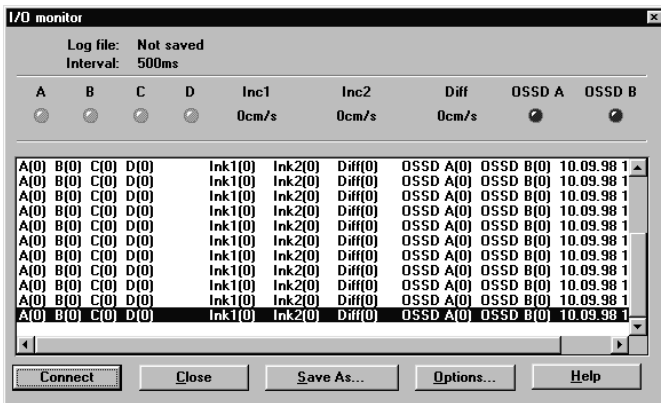 I/O monitor
Log file: Not saved
Interval: 500ms
A B C D Inc1 Inc2 Diff OSSD A OSSD B
0cm/s 0cm/s 0cm/s
A(0) B(0) C(0) D(0) Ink1(0) Ink2(0) Diff(0) OSSD A(0) OSSD B(0) 10.09.98 1
A(0) B(0) C(0) D(0) Ink1(0) Ink2(0) Diff(0) OSSD A(0) OSSD B(0) 10.09.98 1
A(0) B(0) C(0) D(0) Ink1(0) Ink2(0) Diff(0) OSSD A(0) OSSD B(0) 10.09.98 1
A(0) B(0) C(0) D(0) Ink1(0) Ink2(0) Diff(0) OSSD A(0) OSSD B(0) 10.09.98 1
A(0) B(0) C(0) D(0) Ink1(0) Ink2(0) Diff(0) OSSD A(0) OSSD B(0) 10.09.98 1
A(0) B(0) C(0) D(0) Ink1(0) Ink2(0) Diff(0) OSSD A(0) OSSD B(0) 10.09.98 1
A(0) B(0) C(0) D(0) Ink1(0) Ink2(0) Diff(0) OSSD A(0) OSSD B(0) 10.09.98 1
A(0) B(0) C(0) D(0) Ink1(0) Ink2(0) Diff(0) OSSD A(0) OSSD B(0) 10.09.98 1
A(0) B(0) C(0) D(0) Ink1(0) Ink2(0) Diff(0) OSSD A(0) OSSD B(0) 10.09.98 1
A(0) B(0) C(0) D(0) Ink1(0) Ink2(0) Diff(0) OSSD A(0) OSSD B(0) 10.09.98 1
A(0) B(0) C(0) D(0) Ink1(0) Ink2(0) Diff(0) OSSD A(0) OSSD B(0) 10.09.98 1
Connect Close Save As... Options... Help